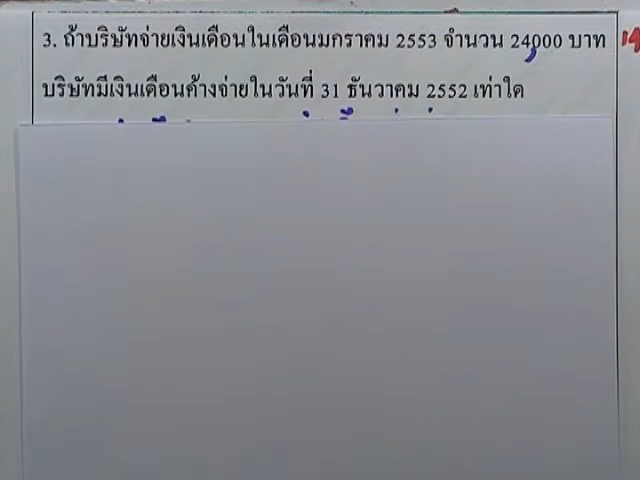 3. ถ้าบริษัทจ่ายเงินเดือนในเดือนมกราคม 2553 จำนวน 24,000 บาท
บริษัทมีเงินเดือนค้างจ่ายในวันที่ 31 ธันวาคม 2552 เท่าใด